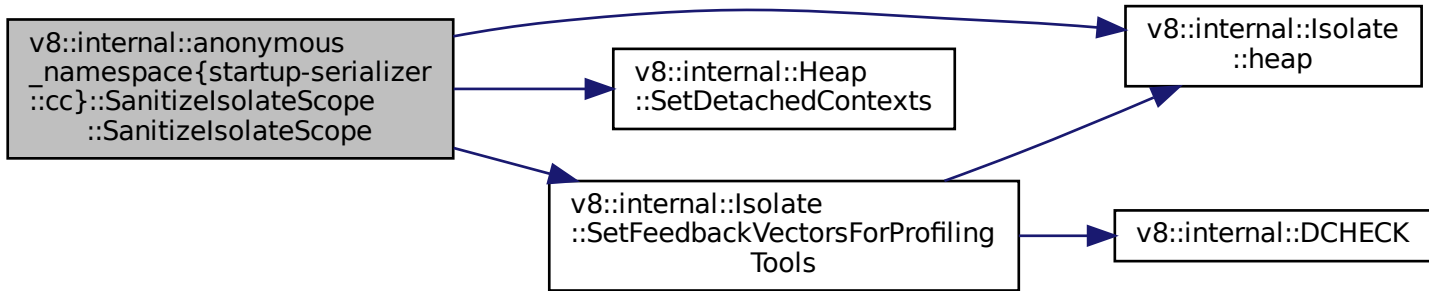 v8::internal::anonymous
_namespace{startup-serializer
::cc}::SanitizeIsolateScope
::SanitizeIsolateScope
v8::internal::Isolate
::heap
v8::internal::Heap
::SetDetachedContexts
v8::internal::Isolate
::SetFeedbackVectorsForProfiling
Tools
v8::internal::DCHECK